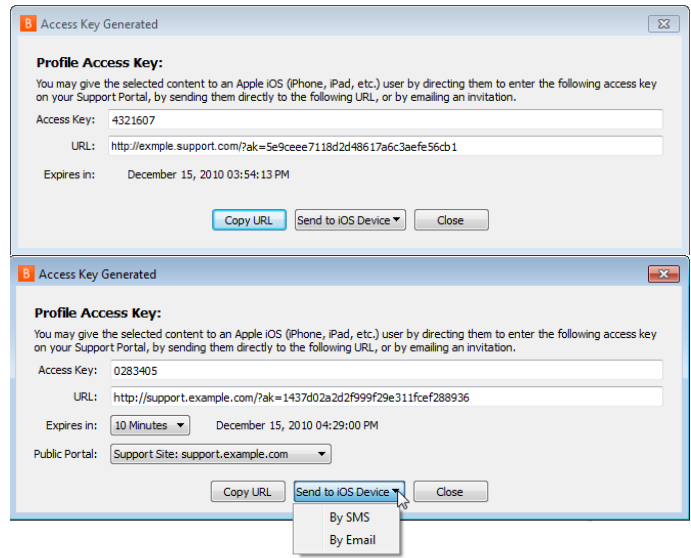 B Access Key Generated
Profile Access Key:
You may give the selected content to an Apple iOS (iPhone, iPad, etc.) user by directing them to enter the following access key
on your Support Portal, by sending them directly to the following URL, or by emailing an invitation.
Access Key: 4321607
URL: http://exmple.support.com/?ak=5e9ceee7118d2d48617a6c3aefe56cb1
Expires in: December 15, 2010 03:54:13 PM
Copy URL Send to iOS Device Close
B Access Key Generated
Profile Access Key:
You may give the selected content to an Apple iOS (iPhone, iPad, etc.) user by directing them to enter the following access key
on your Support Portal, by sending them directly to the following URL, or by emailing an invitation.
Access Key: 0283405
URL: http://support.example.com/?ak=1437d02a2d2f999f29e311fcef288936
Expires in: 10 Minutes December 15, 2010 04:29:00 PM
Public Portal: Support Site: support.example.com
Copy URL Send to iOS Device Close
By SMS
By Email